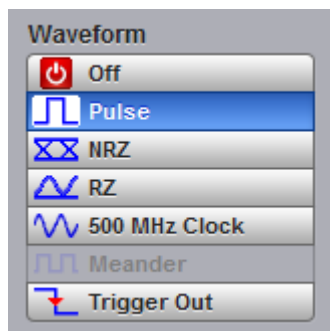 Waveform
Off
Pulse
NRZ
RZ
500 MHz Clock
Meander
Trigger Out